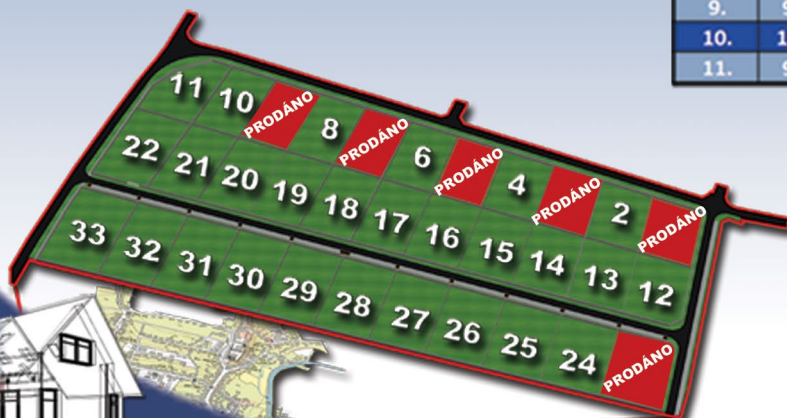 9.
10.
11.
11 10 PRODÁNO 8 PRODÁNO 6 PRODÁNO 4 PRODÁNO 2 PRODÁNO
22 21 20 19 18 17 16 15 14 13 12
33 32 31 30 29 28 27 26 25 24 PRODÁNO